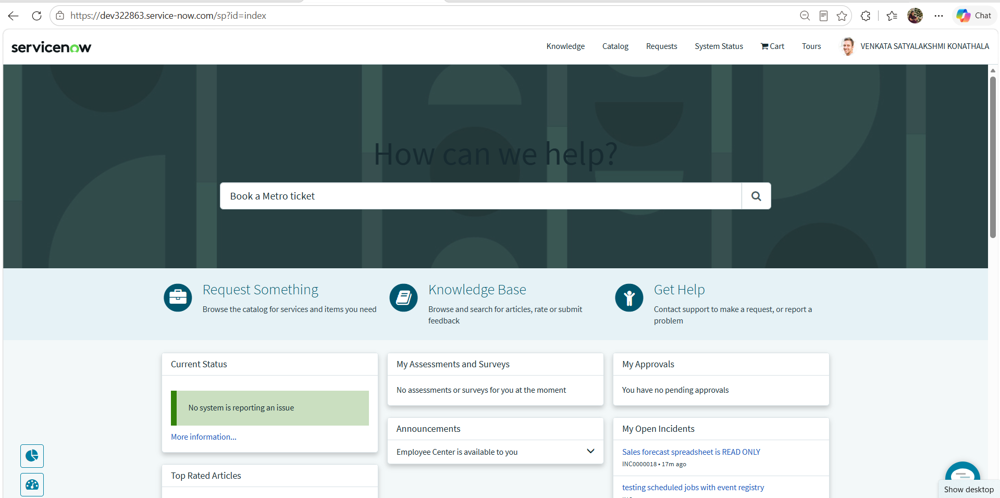 https://dev322863.service-now.com/sp?id=index
Chat
servicenow
Knowledge
Catalog
Requests
System Status
Cart
Tours
VENKATA SATYALAKSHMI KONATHALA
How can we help?
Book a Metro ticket
Request Something
Browse the catalog for services and items you need
Knowledge Base
Browse and search for articles, rate or submit
feedback
Get Help
Contact support to make a request, or report a
problem
Current Status
No system is reporting an issue
More information...
Top Rated Articles
My Assessments and Surveys
No assessments or surveys for you at the moment
Announcements
Employee Center is available to you
My Approvals
You have no pending approvals
My Open Incidents
Sales forecast spreadsheet is READ ONLY
INC0000018 • 17m ago
testing scheduled jobs with event registry
Show desktop